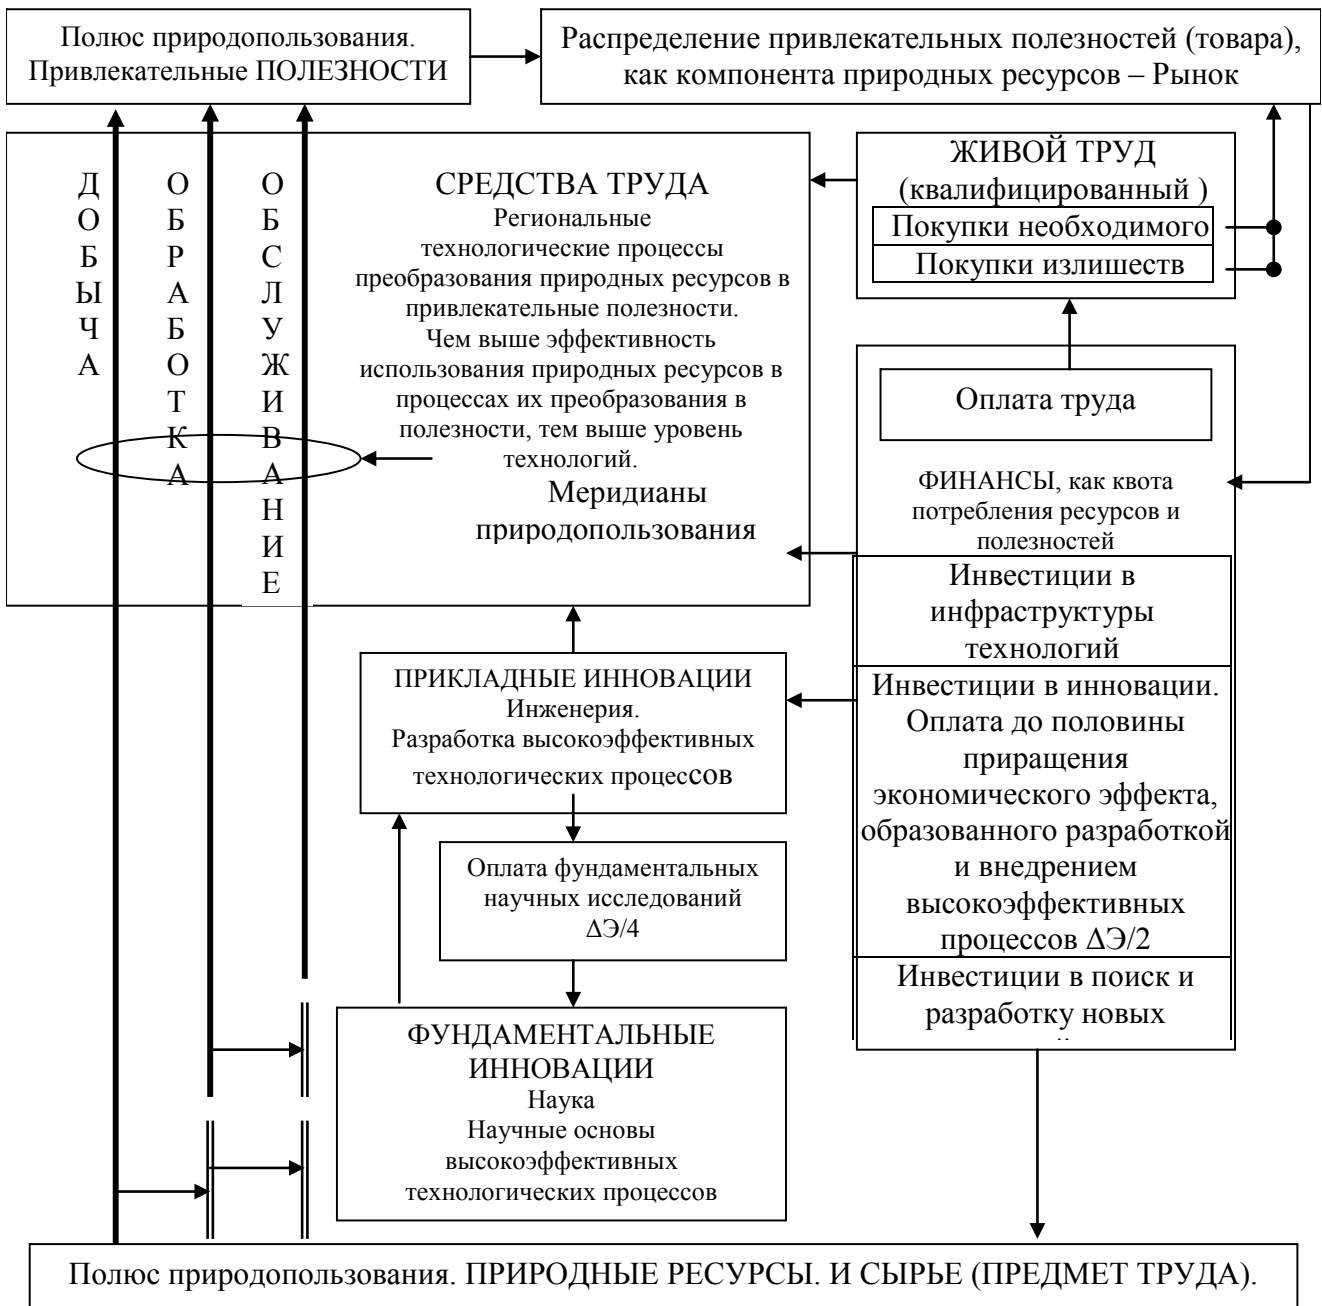 Полюс природопользования.
Привлекательные ПОЛЕЗНОСТИ
Распределение привлекательных полезностей (товара),
как компонента природных ресурсов – Рынок
ДОБЫЧА
ОБРАБОТКА
ОБСЛУЖИВАНИЕ
СРЕДСТВА ТРУДА
Региональные
технологические процессы
преобразования природных ресурсов в
привлекательные полезности.
Чем выше эффективность
использования природных ресурсов в
процессах их преобразования в
полезности, тем выше уровень
технологий.
Меридианы
природопользования
ЖИВОЙ ТРУД
(квалифицированный )
Покупки необходимого
Покупки излишеств
Оплата труда
ФИНАНСЫ, как квота
потребления ресурсов и
полезностей
Инвестиции в
инфраструктуры
технологий
Инвестиции в инновации.
Оплата до половины
приращения
экономического эффекта,
образованного разработкой
и внедрением
высокоэффективных
процессов ΔЭ/2
Инвестиции в поиск и
разработку новых
ПРИКЛАДНЫЕ ИННОВАЦИИ
Инженерия.
Разработка высокоэффективных
технологических процессов
Оплата фундаментальных
научных исследований
ΔЭ/4
ФУНДАМЕНТАЛЬНЫЕ
ИННОВАЦИИ
Наука
Научные основы
высокоэффективных
технологических процессов
Полюс природопользования. ПРИРОДНЫЕ РЕСУРСЫ. И СЫРЬЕ (ПРЕДМЕТ ТРУДА).